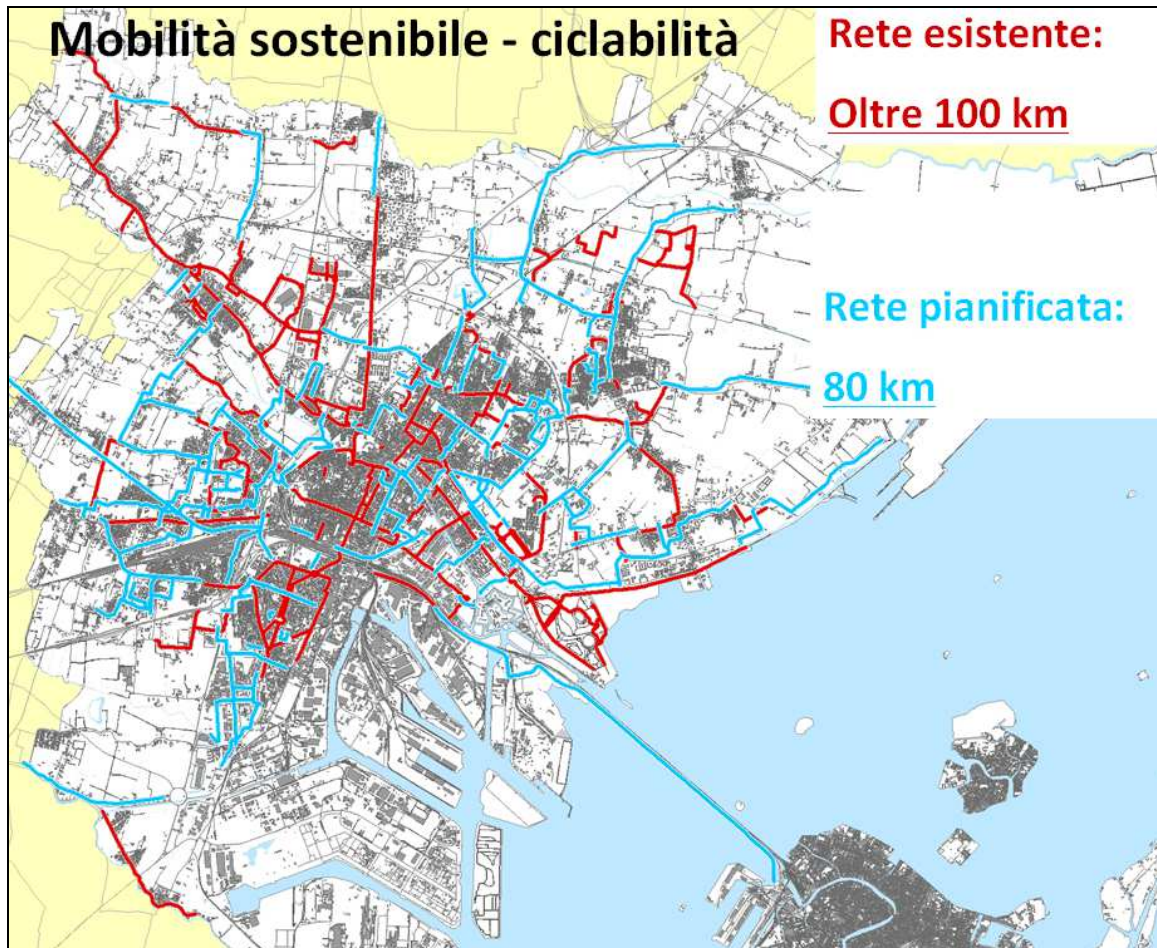 Mobilità sostenibile - ciclabilità
Rete esistente:
Oltre 100 km
Rete pianificata:
80 km